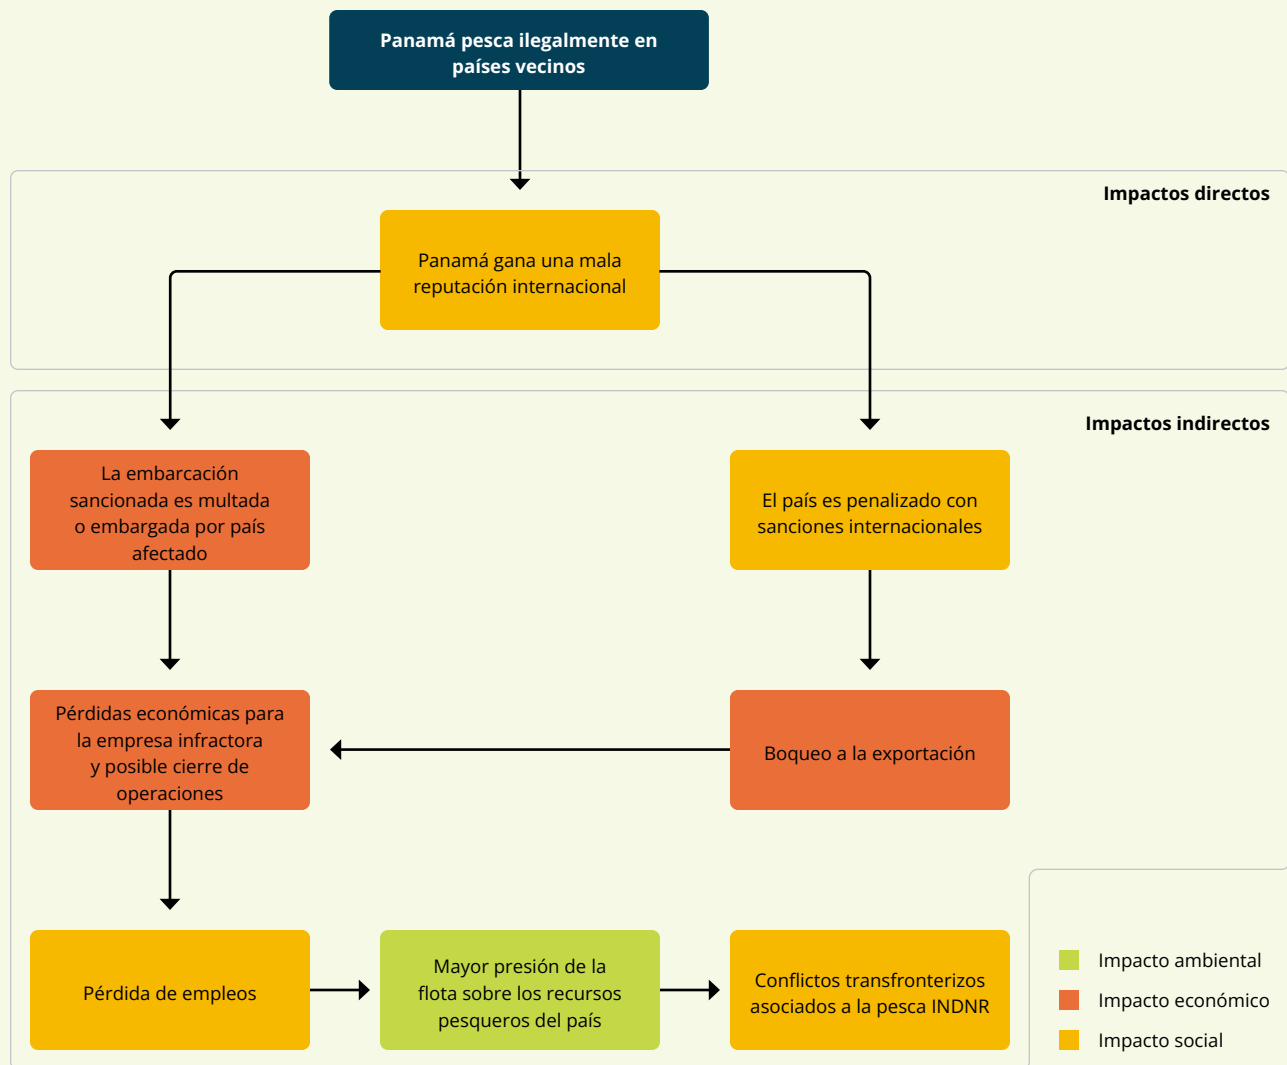 Panamá pesca ilegalmente en
países vecinos
Impactos directos
Panamá gana una mala
reputación internacional
Impactos indirectos
La embarcación
sancionada es multada
o embargada por país
afectado
El país es penalizado con
sanciones internacionales
Pérdidas económicas para
la empresa infractora
y posible cierre de
operaciones
Boqueo a la exportación
Pérdida de empleos
Mayor presión de la
flota sobre los recursos
pesqueros del país
Conflictos transfronterizos
asociados a la pesca INDNR
Impacto ambiental
Impacto económico
Impacto social